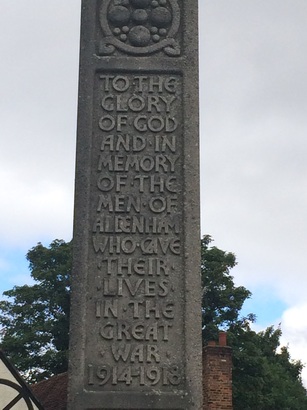 TO·THE
GLORY
OF GOD
AND·IN
MEMORY
OF·THE
MEN·OF
ALDENHAM
WHO·GAVE
THEIR·
LIVES
IN·THE
GREAT
·WAR·
1914·1918